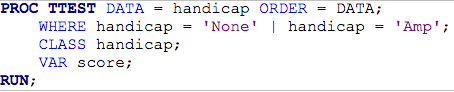 PROC TTEST DATA = handicap ORDER = DATA;
WHERE handicap = 'None' | handicap = 'Amp';
CLASS handicap;
VAR score;
RUN;